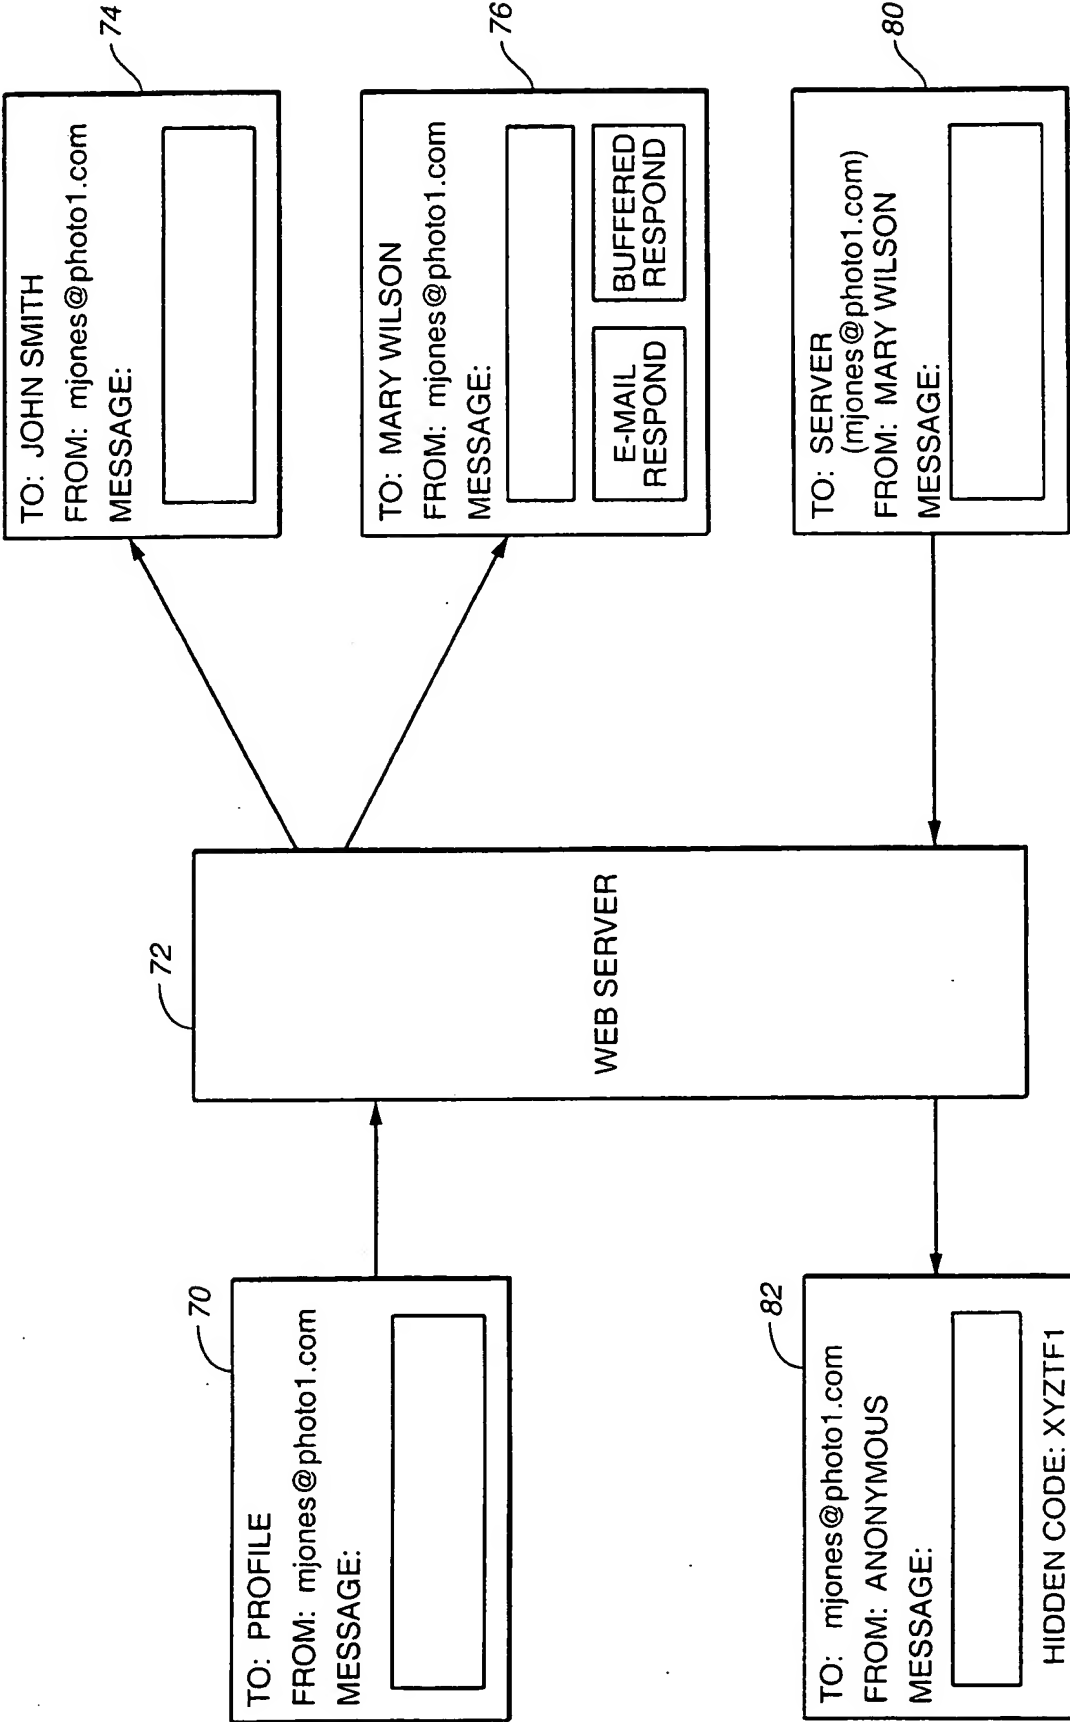 70
TO: PROFILE
FROM: mjones@photo1.com
MESSAGE:
72
WEB SERVER
74
TO: JOHN SMITH
FROM: mjones@photo1.com
MESSAGE:
76
TO: MARY WILSON
FROM: mjones@photo1.com
MESSAGE:
E-MAIL
RESPOND
BUFFERED
RESPOND
80
TO: SERVER
(mjones@photo1.com)
FROM: MARY WILSON
MESSAGE:
82
TO: mjones@photo1.com
FROM: ANONYMOUS
MESSAGE:
HIDDEN CODE: XYZTF1